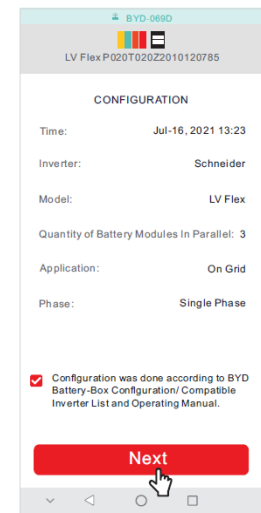 BYD-069D
LV Flex P020T020Z2010120785
CONFIGURATION
Time: Jul-16, 2021 13:23
Inverter: Schneider
Model: LV Flex
Quantity of Battery Modules In Parallel: 3
Application: On Grid
Phase: Single Phase
Configuration was done according to BYD
Battery-Box Configuration/ Compatible
Inverter List and Operating Manual.
Next